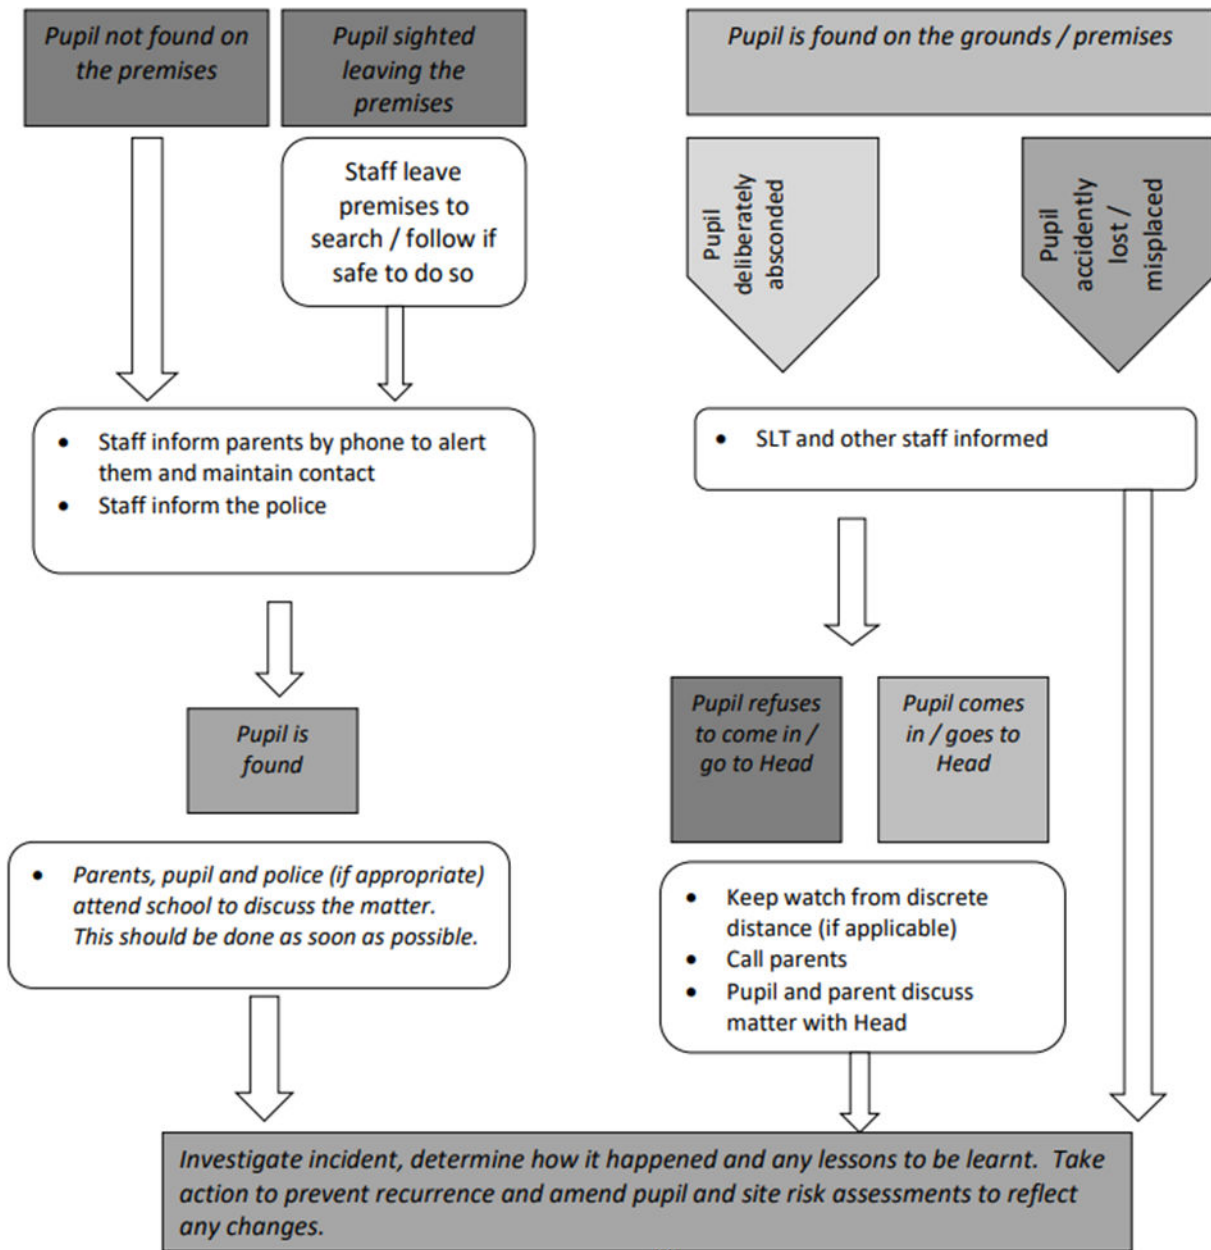 Pupil not found on
the premises
Pupil sighted
leaving the
premises
Pupil is found on the grounds / premises
Staff leave
premises to
search / follow if
safe to do so
Pupil
deliberately
absconded
Pupil
accidently
lost /
misplaced
• Staff inform parents by phone to alert
them and maintain contact
• Staff inform the police
• SLT and other staff informed
Pupil is
found
Pupil refuses
to come in /
go to Head
Pupil comes
in / goes to
Head
• Parents, pupil and police (if appropriate)
attend school to discuss the matter.
This should be done as soon as possible.
• Keep watch from discrete
distance (if applicable)
• Call parents
• Pupil and parent discuss
matter with Head
Investigate incident, determine how it happened and any lessons to be learnt. Take
action to prevent recurrence and amend pupil and site risk assessments to reflect
any changes.